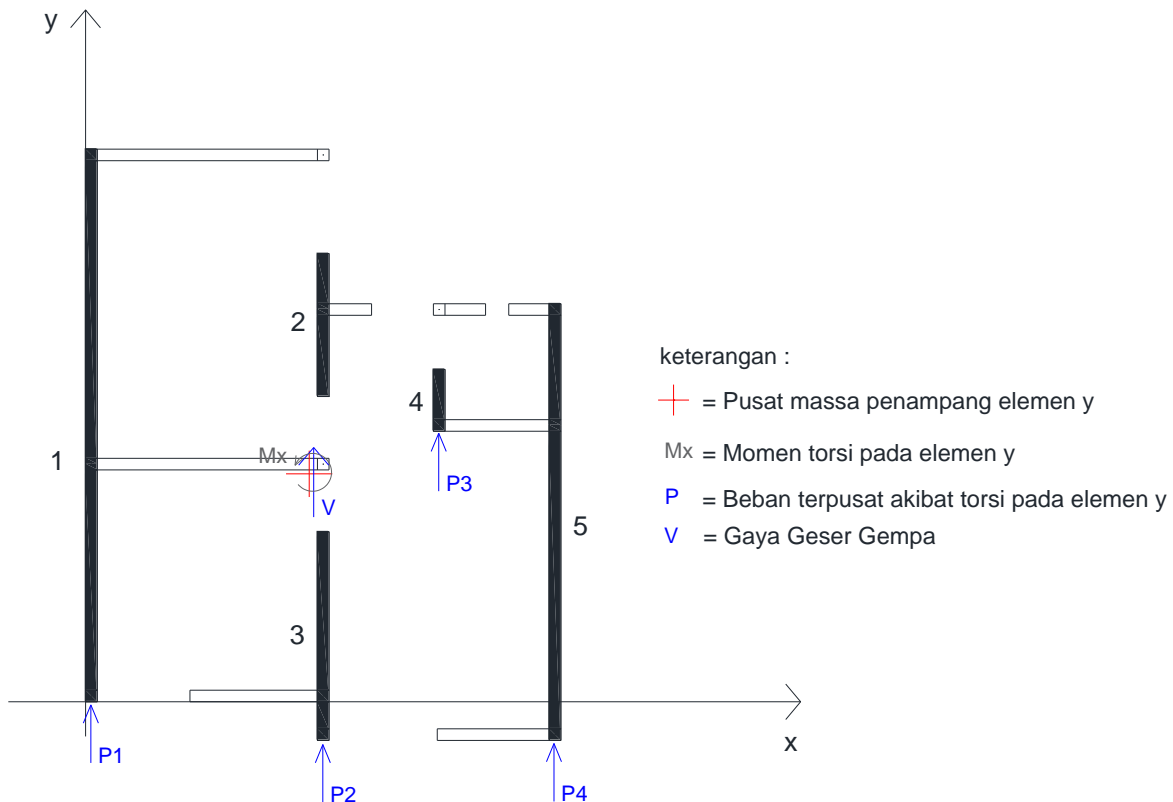 y
2
4
1
Mx
V
P3
5
3
P1
P2
P4
x
keterangan :
= Pusat massa penampang elemen y
Mx = Momen torsi pada elemen y
P = Beban terpusat akibat torsi pada elemen y
V = Gaya Geser Gempa